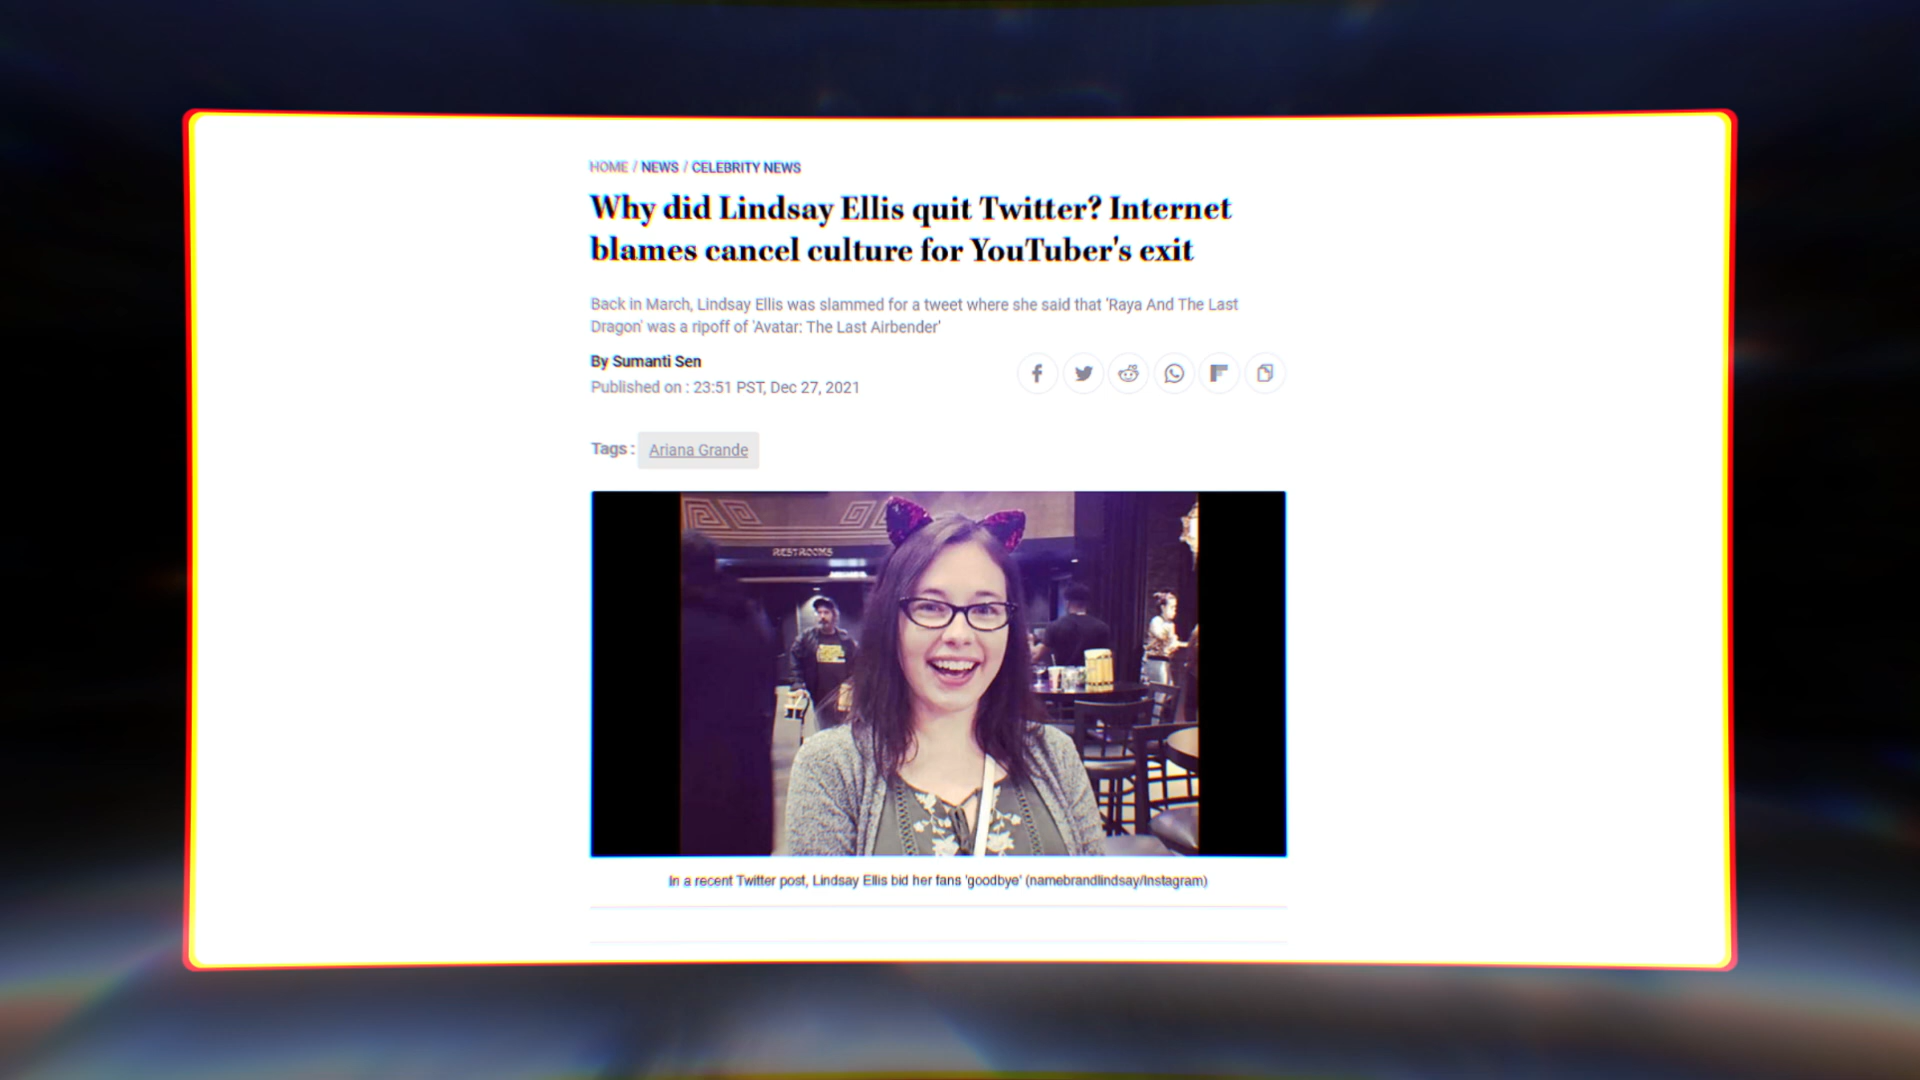 HOME / NEWS / CELEBRITY NEWS
Why did Lindsay Ellis quit Twitter? Internet
blames cancel culture for YouTuber's exit
Back in March, Lindsay Ellis was slammed for a tweet where she said that 'Raya And The Last
Dragon' was a ripoff of 'Avatar: The Last Airbender'
By Sumanti Sen
Published on : 23:51 PST, Dec 27, 2021
Tags : Ariana Grande
RESTROOMS
In a recent Twitter post, Lindsay Ellis bid her fans 'goodbye' (namebrandlindsay/Instagram)